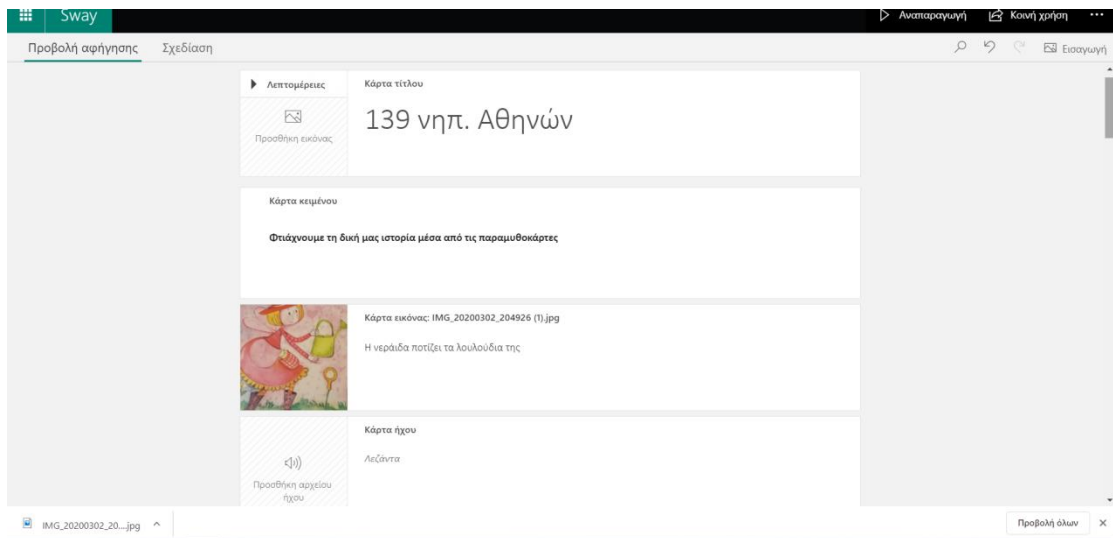 Sway
Αναπαραγωγή
Κοινή χρήση
Προβολή αφήγησης
Σχεδίαση
Εισαγωγή
Λεπτομέρειες
Προσθήκη εικόνας
Κάρτα τίτλου
139 νηπ. Αθηνών
Κάρτα κειμένου
Φτιάχνουμε τη δική μας ιστορία μέσα από τις παραμυθοκάρτες
Κάρτα εικόνας: IMG_20200302_204926 (1).jpg
Η νεράιδα ποτίζει τα λουλούδια της
Κάρτα ήχου
Λεζάντα
Προσθήκη αρχείου
ήχου
IMG_20200302_20....jpg
Προβολή όλων